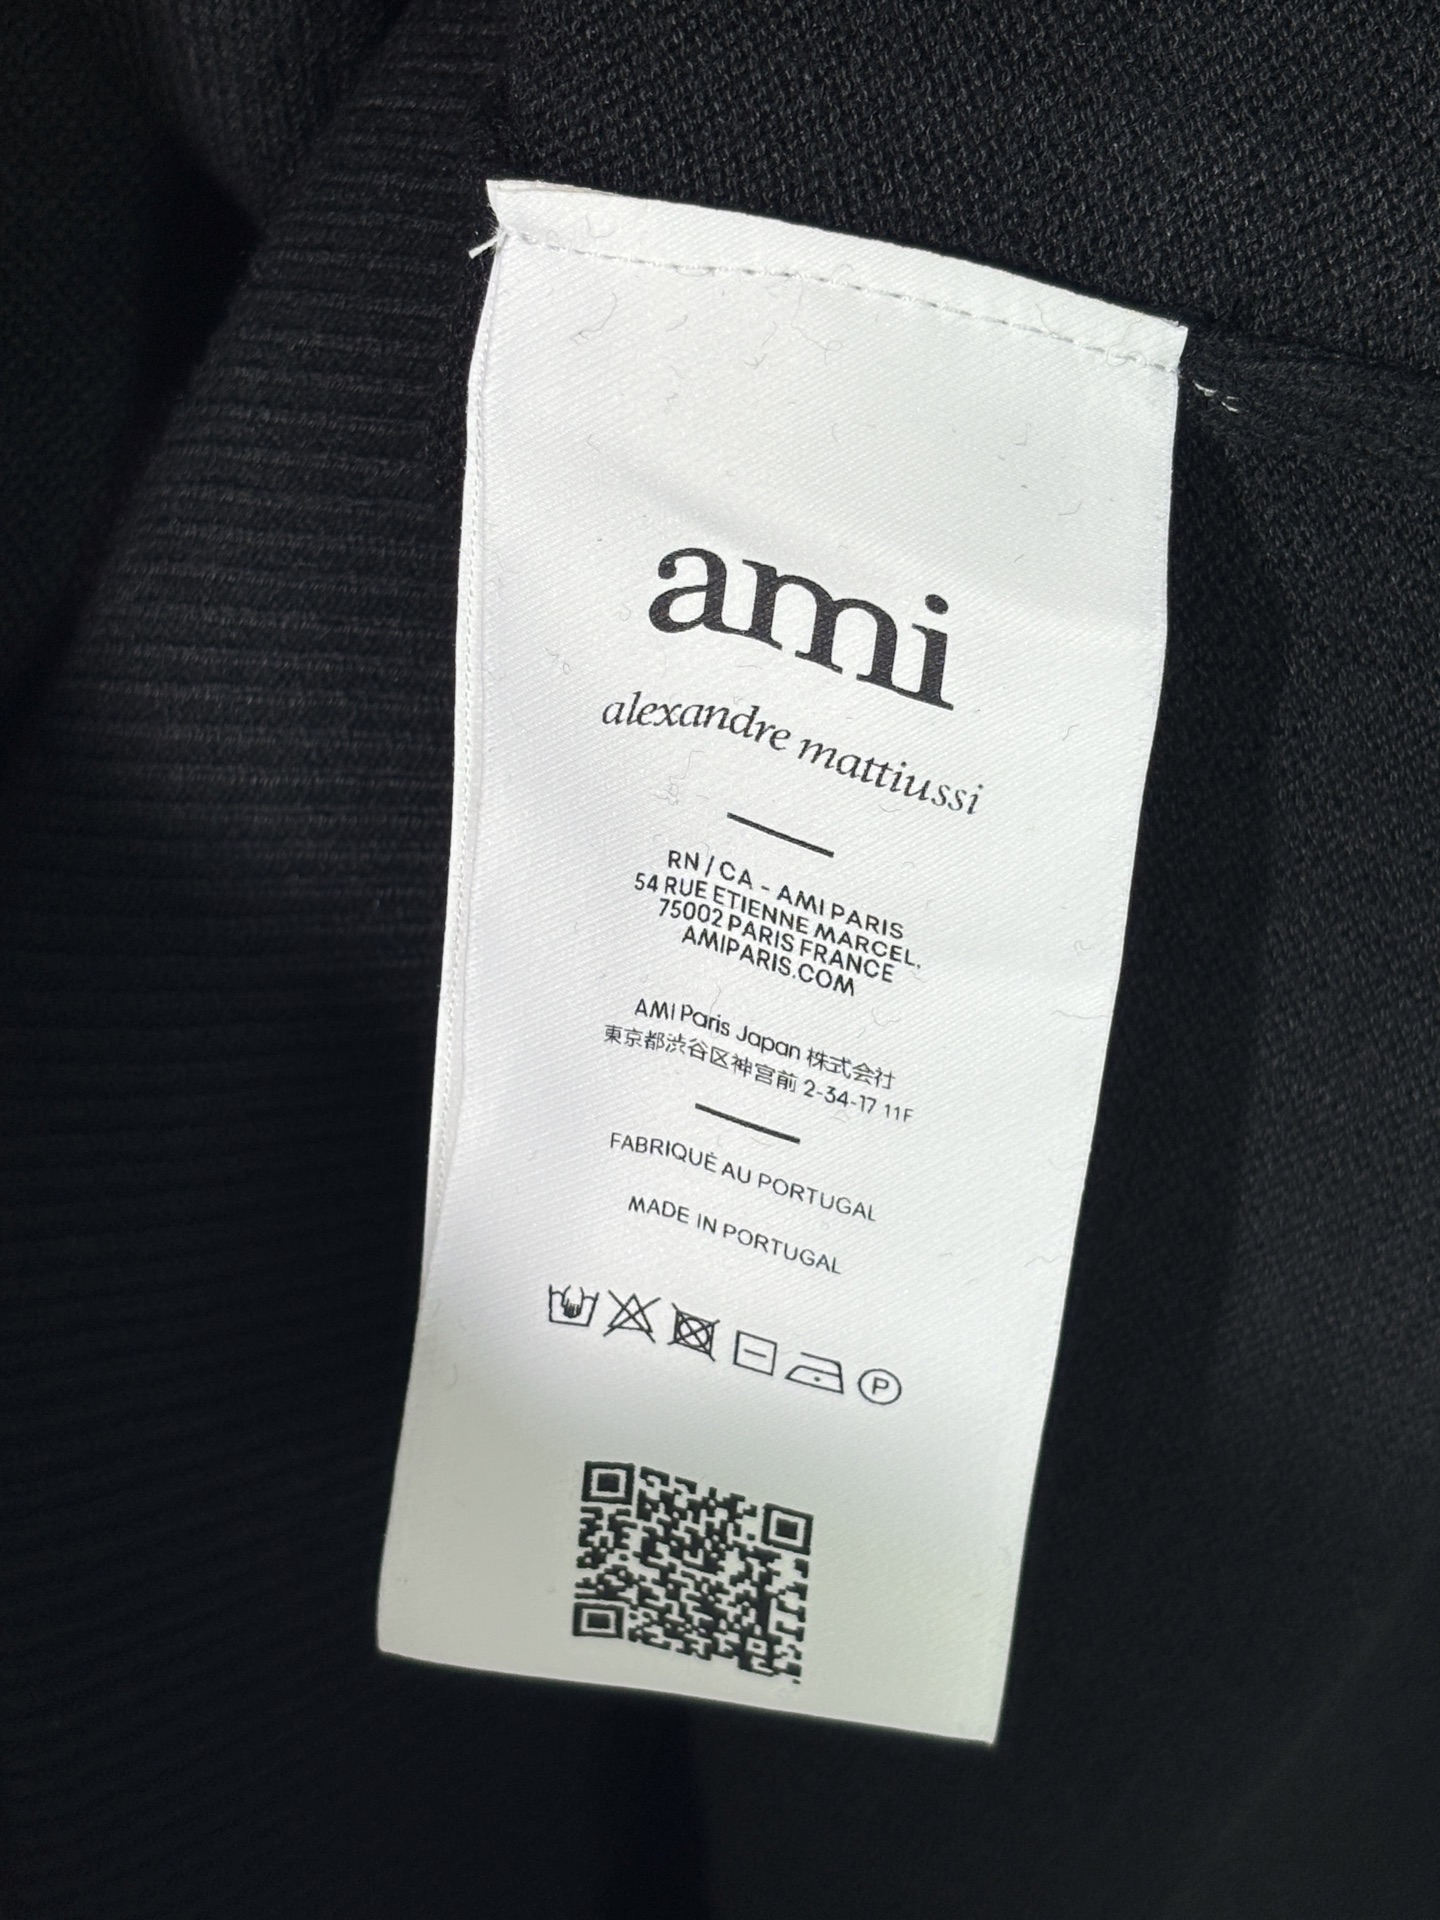 ami
alexandre mattiussi
RN / CA - AMI PARIS
54 RUE ETIENNE MARCEL,
75002 PARIS FRANCE
AMIPARIS.COM
AMI Paris Japan 株式会社
東京都渋谷区神宮前 2-34-17 11F
FABRIQUÉ AU PORTUGAL
MADE IN PORTUGAL
P